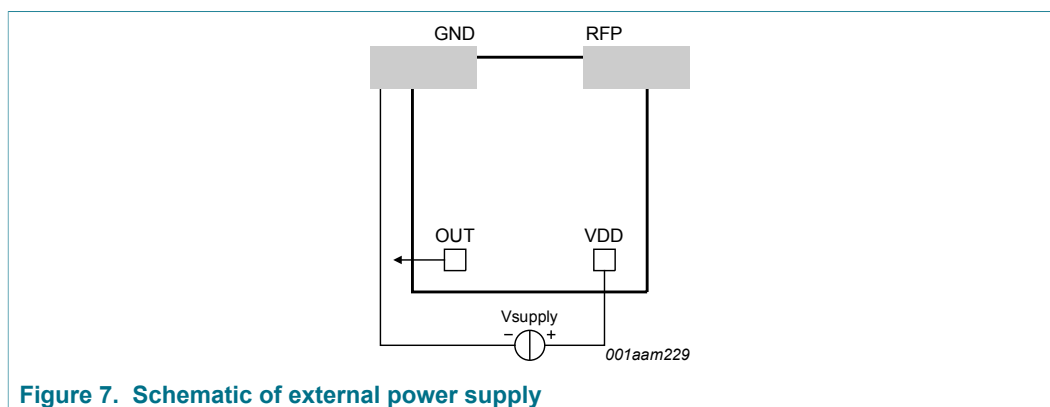 GND RFP
OUT VDD
Vsupply
− +
001aam229
Figure 7. Schematic of external power supply